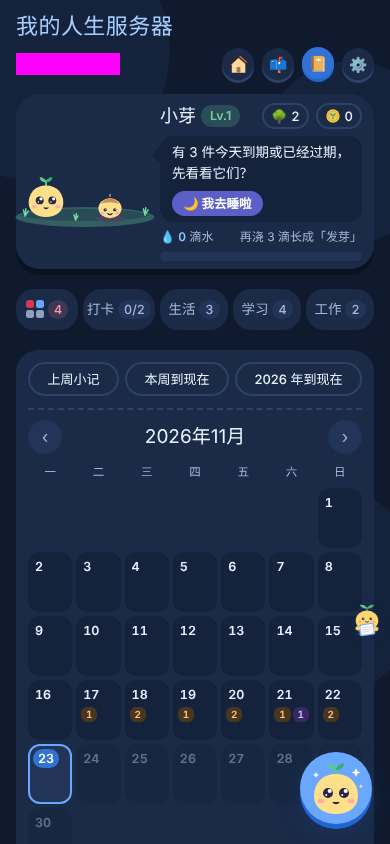 我的人生服务器
小芽 Lv.1 2 0
有 3 件今天到期或已经过期，
先看看它们？
我去睡啦
0 滴水 再浇 3 滴长成「发芽」
4 打卡 0/2 生活 3 学习 4 工作 2
上周小记 本周到现在 2026 年到现在
‹ 2026年11月 ›
一 二 三 四 五 六 日
1
2 3 4 5 6 7 8
9 10 11 12 13 14 15
16 17 18 19 20 21 22
1 2 1 2 1 1 2
23 24 25 26 27 28
30